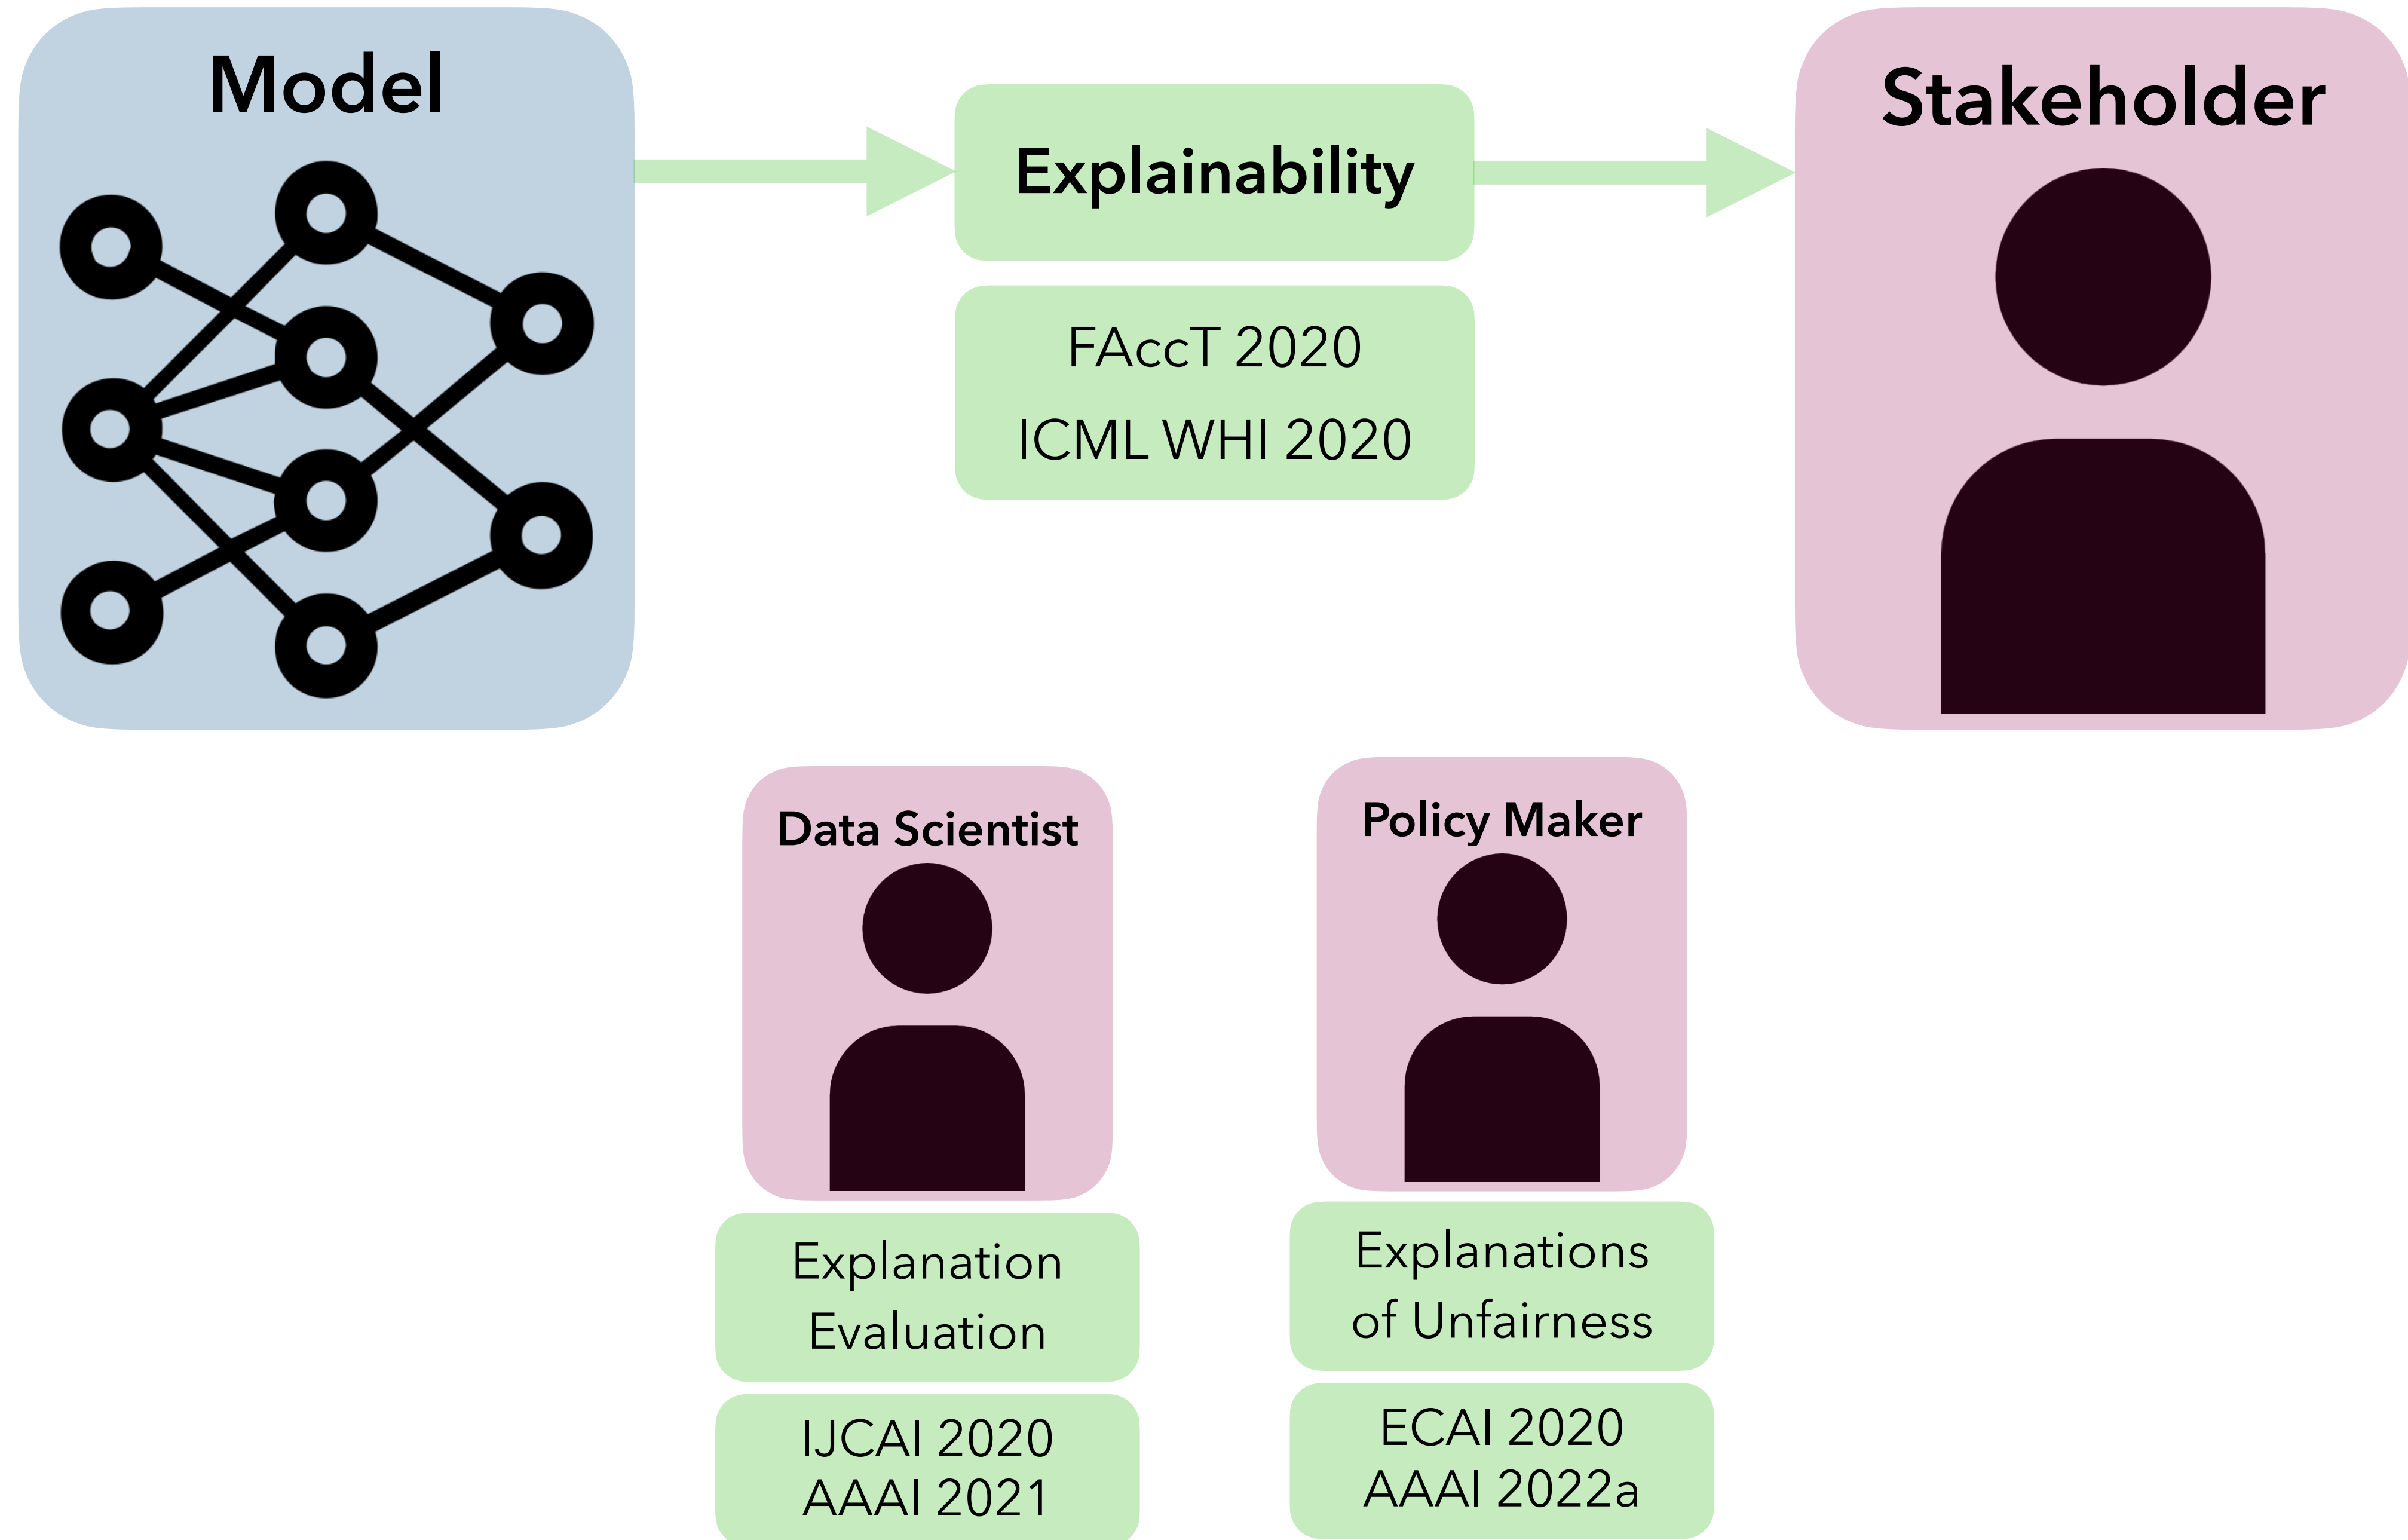 Model
Explainability
FAccT 2020
ICML WHI 2020
Stakeholder
Data Scientist
Explanation
Evaluation
IJCAI 2020
AAAI 2021
Policy Maker
Explanations
of Unfairness
ECAI 2020
AAAI 2022a